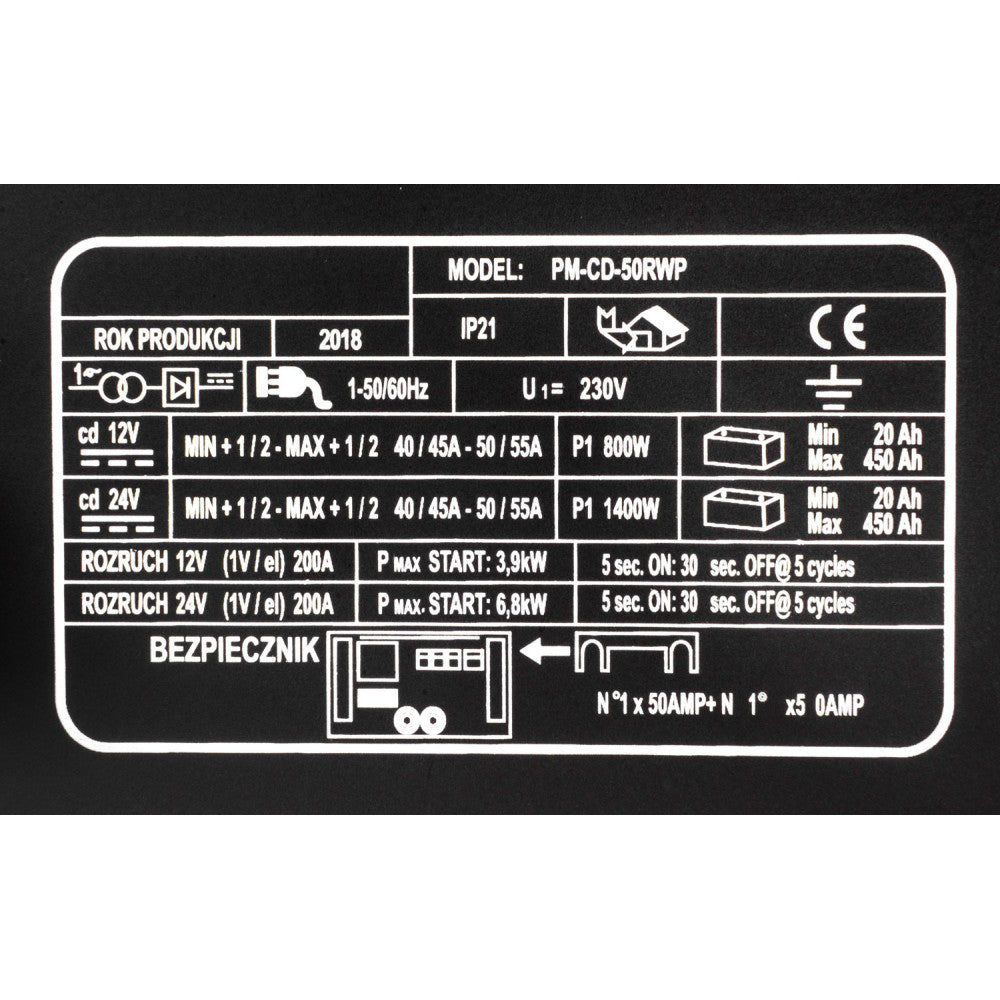 MODEL: PM-CD-50RWP
ROK PRODUKCJI 2018 IP21 CE
1~ 1-50/60Hz U1= 230V
cd 12V MIN + 1 / 2 - MAX + 1 / 2 40 / 45A - 50 / 55A P1 800W Min 20 Ah
Max 450 Ah
cd 24V MIN + 1 / 2 - MAX + 1 / 2 40 / 45A - 50 / 55A P1 1400W Min 20 Ah
Max 450 Ah
ROZRUCH 12V (1V / el) 200A P MAX START: 3,9kW 5 sec. ON: 30 sec. OFF@ 5 cycles
ROZRUCH 24V (1V / el) 200A P MAX. START: 6,8kW 5 sec. ON: 30 sec. OFF@ 5 cycles
BEZPIECZNIK
N°1 x 50AMP+ N 1° x5 0AMP